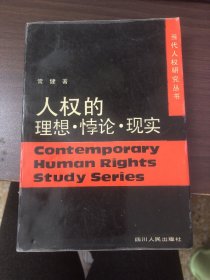 当代人权研究丛书
常健 著
人权的
理想·悖论·现实
Contemporary
Human Rights
Study Series
四川人民出版社